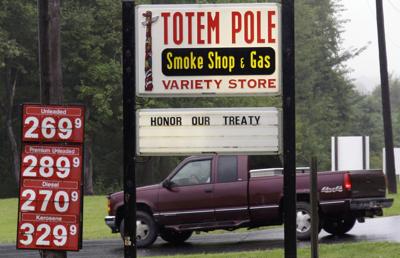 TOTEM POLE
Smoke Shop & Gas
VARIETY STORE
HONOR OUR TREATY
Unleaded
269 9
Premium Unleaded
289 9
Diesel
270 9
Kerosene
329 9
4X4